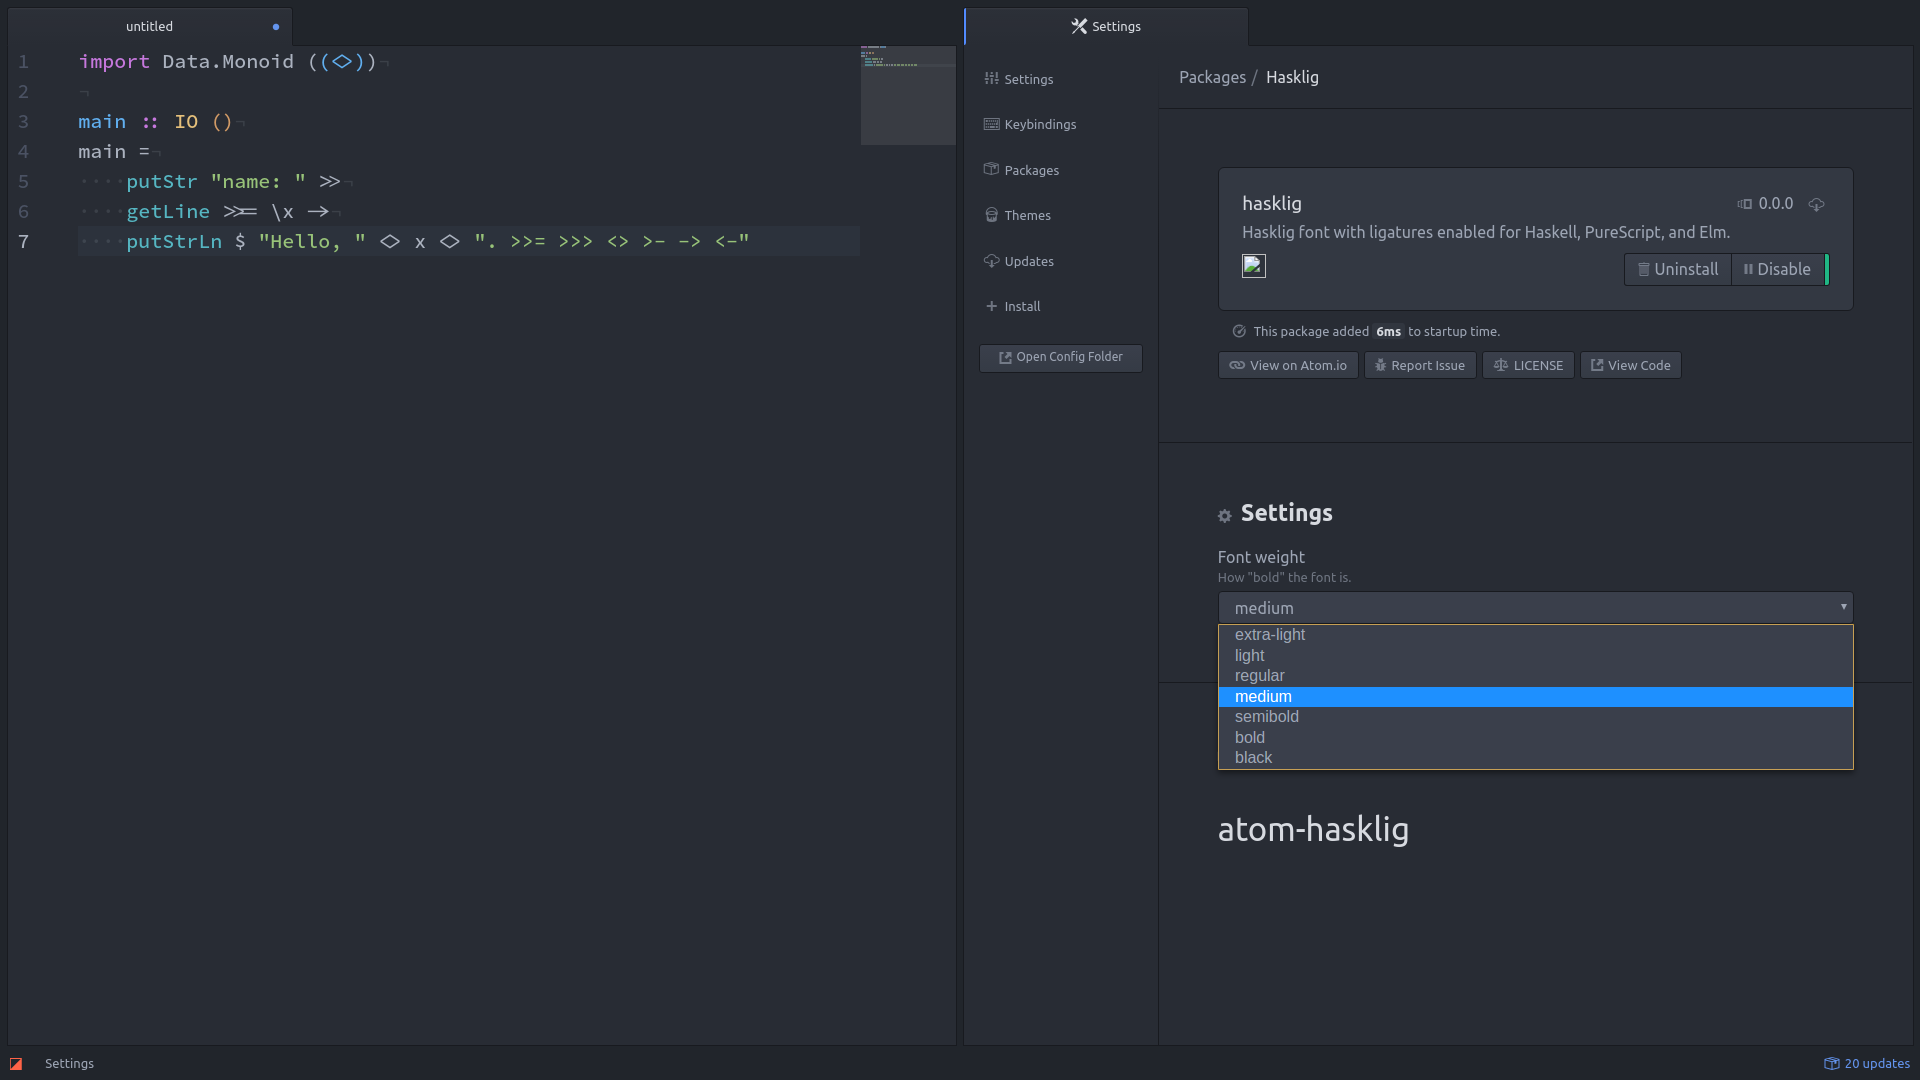 untitled
1 import Data.Monoid ((<>))¬
2 ¬
3 main :: IO ()¬
4 main =¬
5 ····putStr "name: " >>¬
6 ····getLine >>= \x ->¬
7 ····putStrLn $ "Hello, " <> x <> ". >>= >>> <> >- -> <-"
Settings
Settings
Keybindings
Packages
Themes
Updates
Install
Open Config Folder
Packages / Hasklig
hasklig 0.0.0
Hasklig font with ligatures enabled for Haskell, PureScript, and Elm.
Uninstall Disable
This package added 6ms to startup time.
View on Atom.io Report Issue LICENSE View Code
Settings
Font weight
How "bold" the font is.
medium
extra-light
light
regular
medium
semibold
bold
black
atom-hasklig
Settings
20 updates